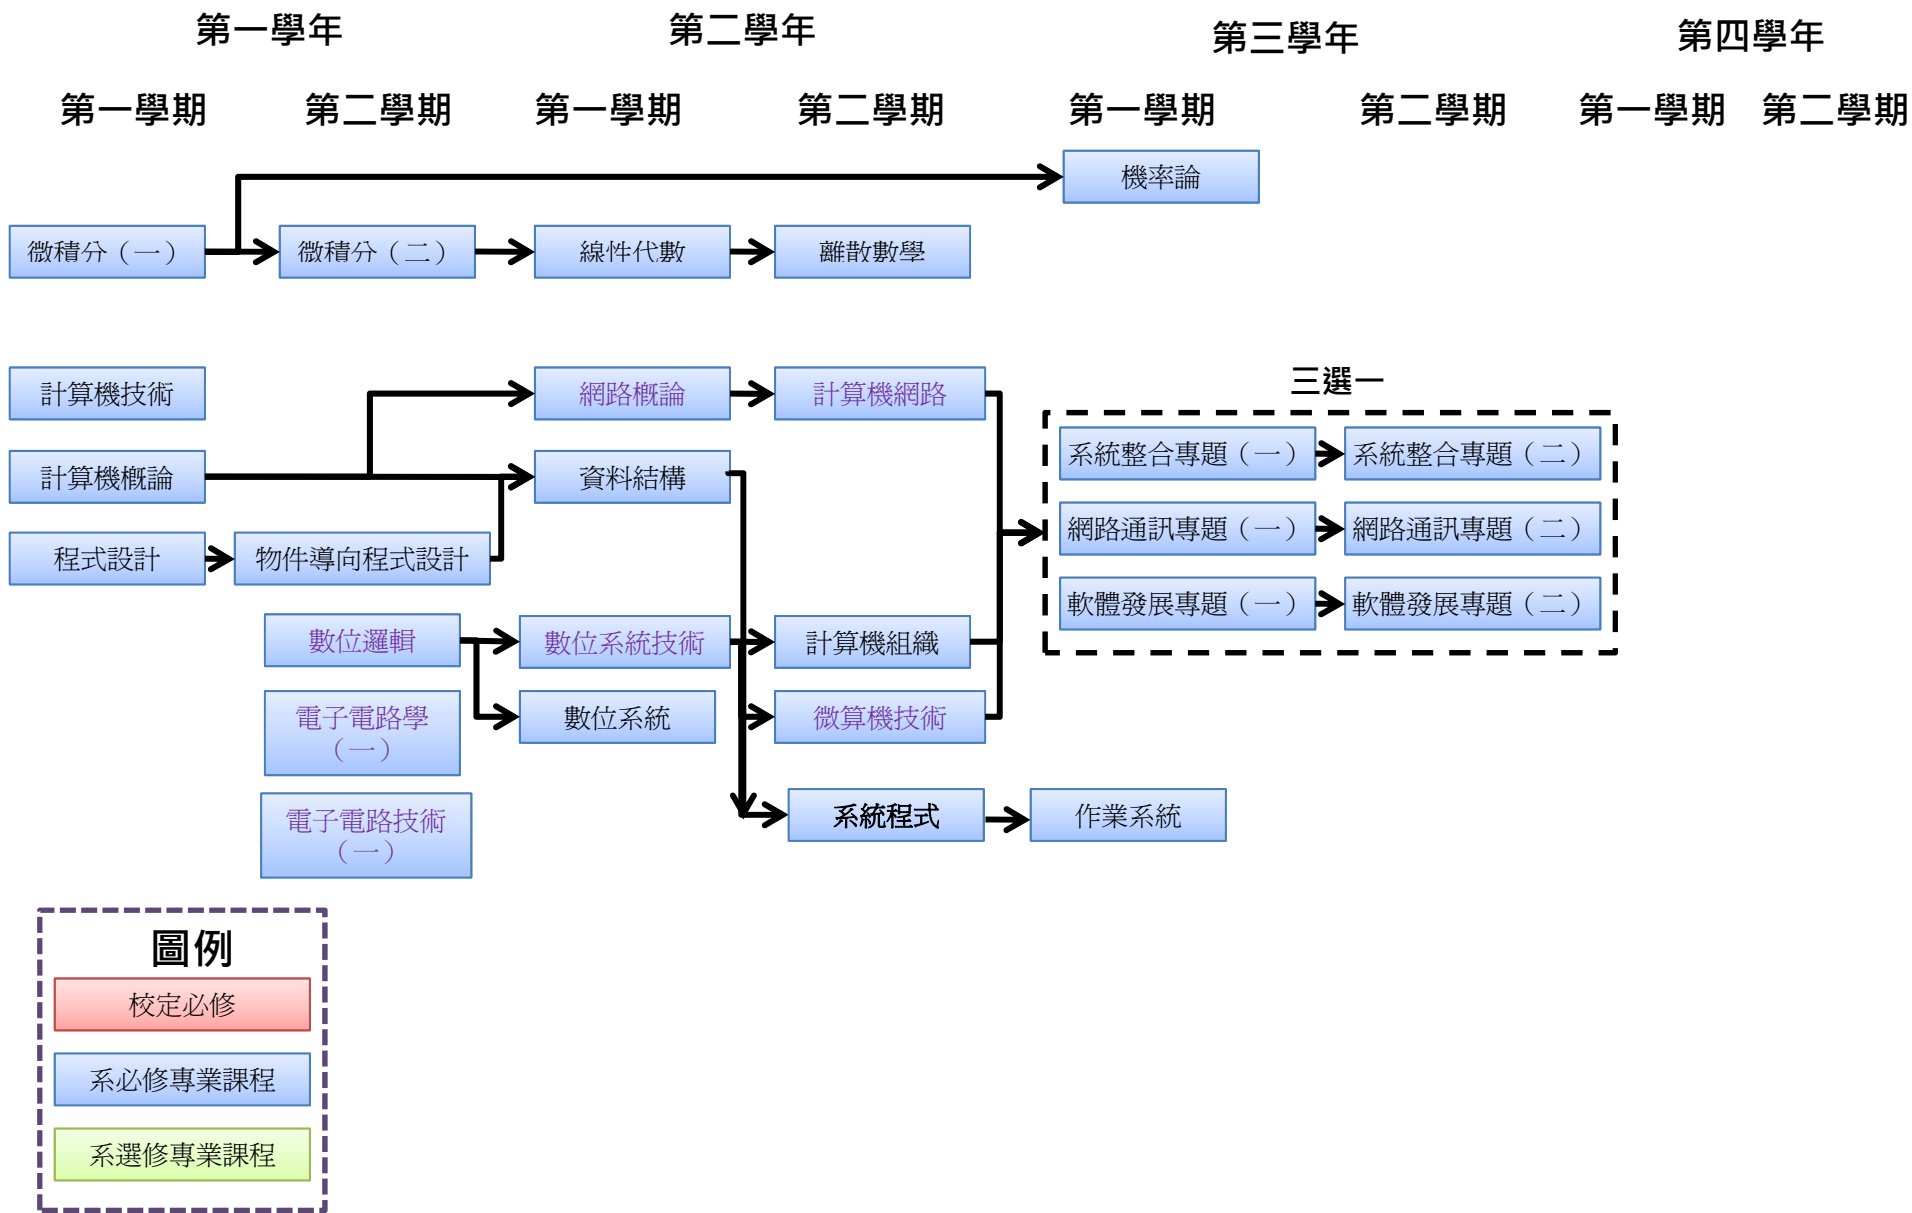 第一學年
第二學年
第三學年
第四學年
第一學期
第二學期
第一學期
第二學期
第一學期
第二學期
第一學期
第二學期
機率論
微積分（一）
微積分（二）
線性代數
離散數學
三選一
計算機技術
網路概論
計算機網路
系統整合專題（一）
系統整合專題（二）
計算機概論
資料結構
網路通訊專題（一）
網路通訊專題（二）
程式設計
物件導向程式設計
軟體發展專題（一）
軟體發展專題（二）
數位邏輯
數位系統技術
計算機組織
電子電路學
（一）
數位系統
微算機技術
電子電路技術
（一）
系統程式
作業系統
圖例
校定必修
系必修專業課程
系選修專業課程